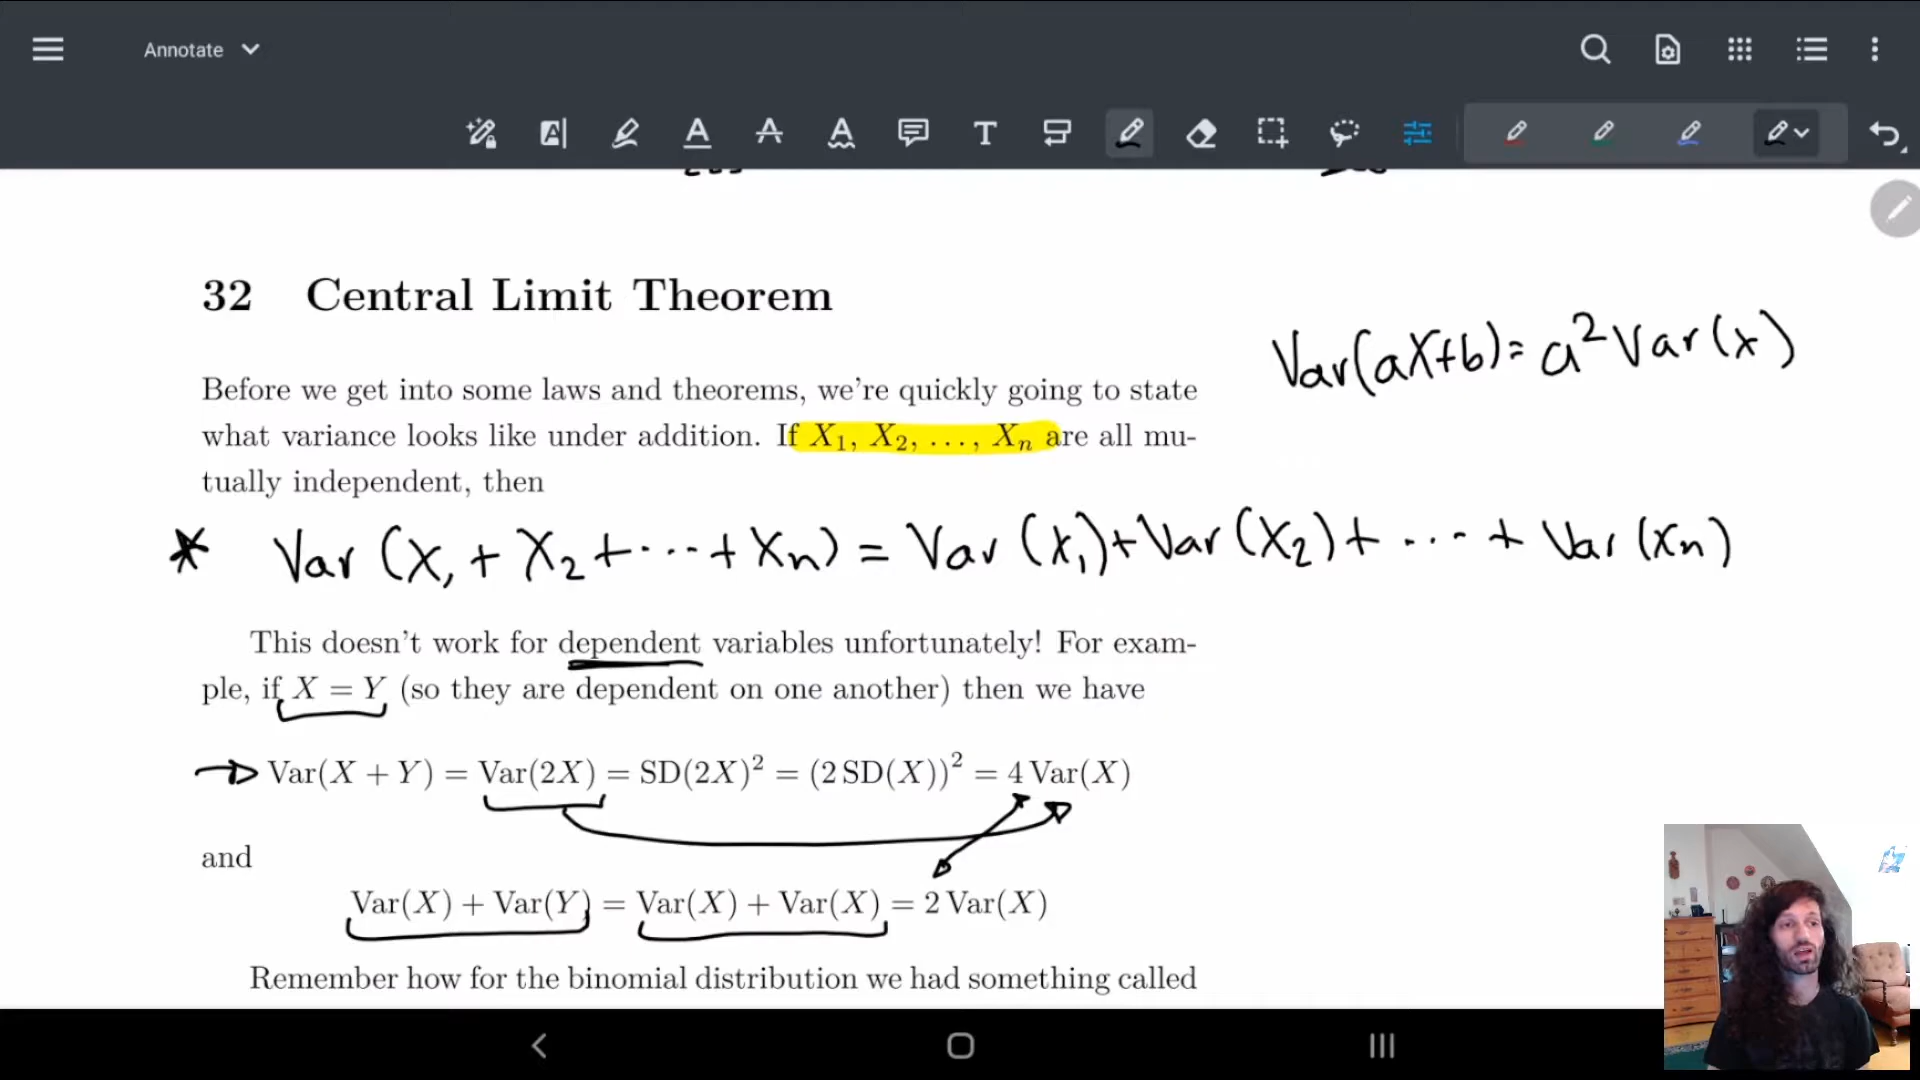 Annotate
32 Central Limit Theorem
Var(aX+b)= a²Var(x)
Before we get into some laws and theorems, we're quickly going to state
what variance looks like under addition. If X₁, X₂, ..., Xₙ are all mu-
tually independent, then
* Var (X₁ + X₂ + ··· + Xₙ) = Var (X₁) + Var (X₂) + ··· + Var (Xₙ)
This doesn't work for dependent variables unfortunately! For exam-
ple, if X = Y (so they are dependent on one another) then we have
Var(X + Y) = Var(2X) = SD(2X)² = (2 SD(X))² = 4 Var(X)
and
Var(X) + Var(Y) = Var(X) + Var(X) = 2 Var(X)
Remember how for the binomial distribution we had something called